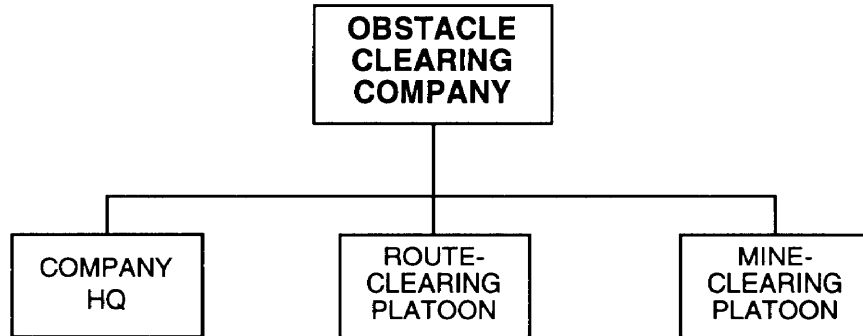 OBSTACLE
CLEARING
COMPANY
COMPANY
HQ
ROUTE-
CLEARING
PLATOON
MINE-
CLEARING
PLATOON